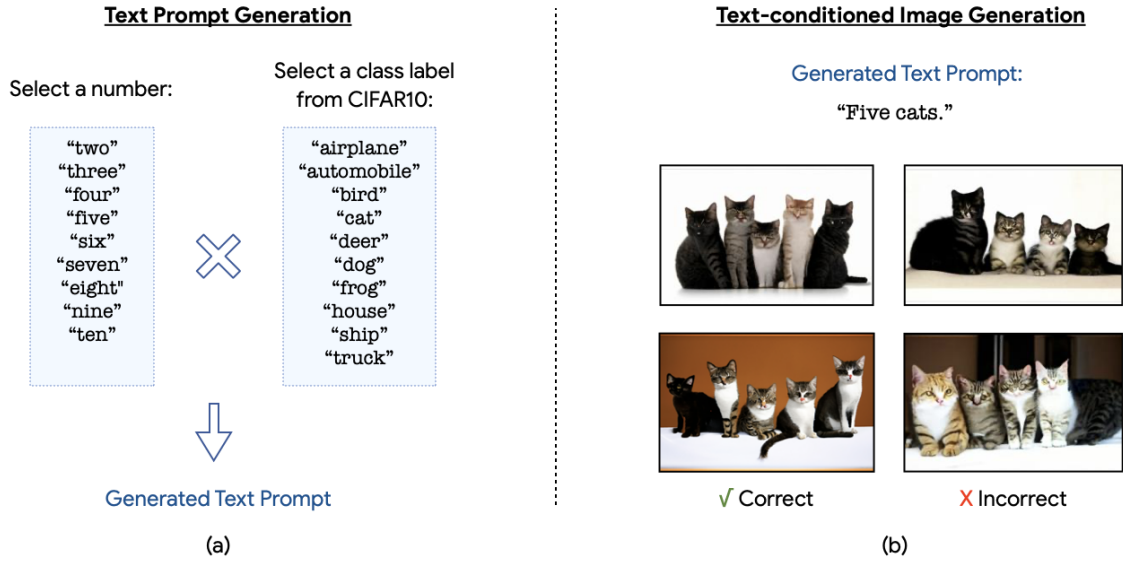 Text Prompt Generation
Select a number:
“two”
“three”
“four”
“five”
“six”
“seven”
“eight"
“nine”
“ten”
Select a class label
from CIFAR10:
“airplane”
“automobile”
“bird”
“cat”
“deer”
“dog”
“frog”
“house”
“ship”
“truck”
Generated Text Prompt
(a)
Text-conditioned Image Generation
Generated Text Prompt:
“Five cats.”
√ Correct
X Incorrect
(b)